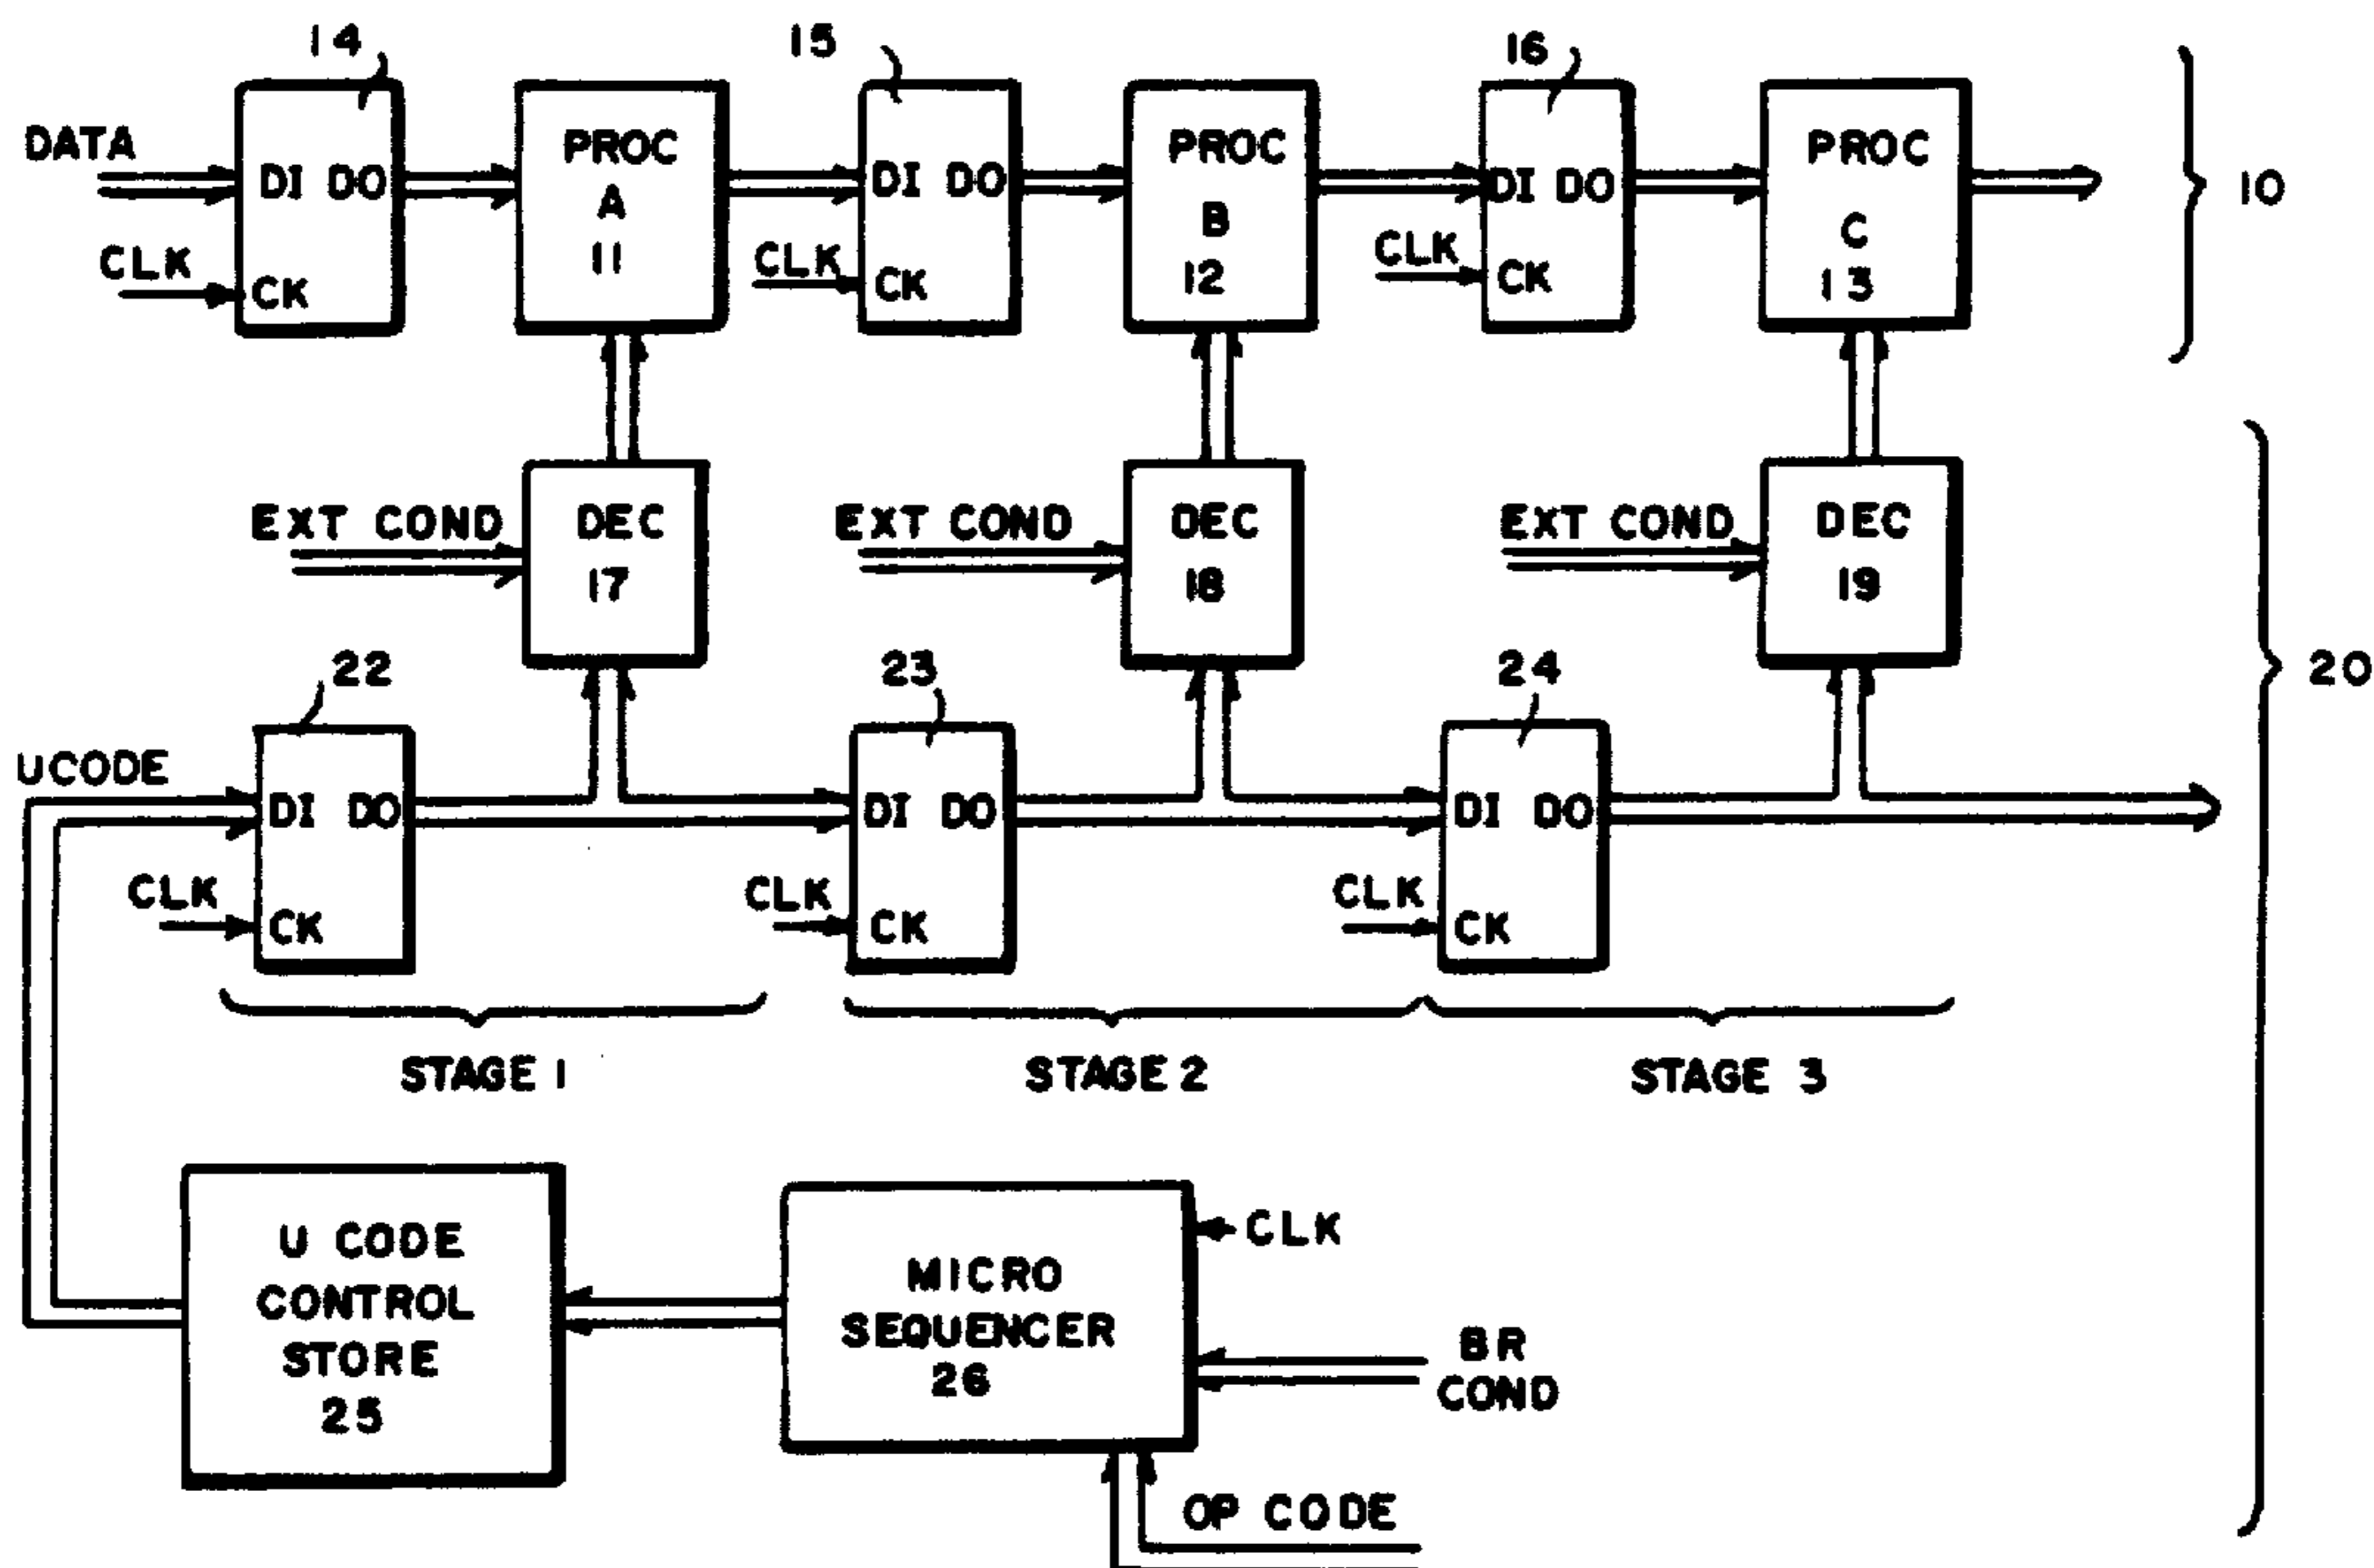 14
15
16
DATA
DI DO
PROC
A
11
DI DO
PROC
B
12
DI DO
PROC
C
13
10
CLK
CK
CLK
CK
CLK
CK
EXT COND
DEC
17
EXT COND
DEC
18
EXT COND
DEC
19
20
22
23
24
UCODE
DI DO
DI DO
DI DO
CLK
CK
CLK
CK
CLK
CK
STAGE 1
STAGE 2
STAGE 3
U CODE
CONTROL
STORE
25
MICRO
SEQUENCER
26
CLK
BR
COND
OP CODE